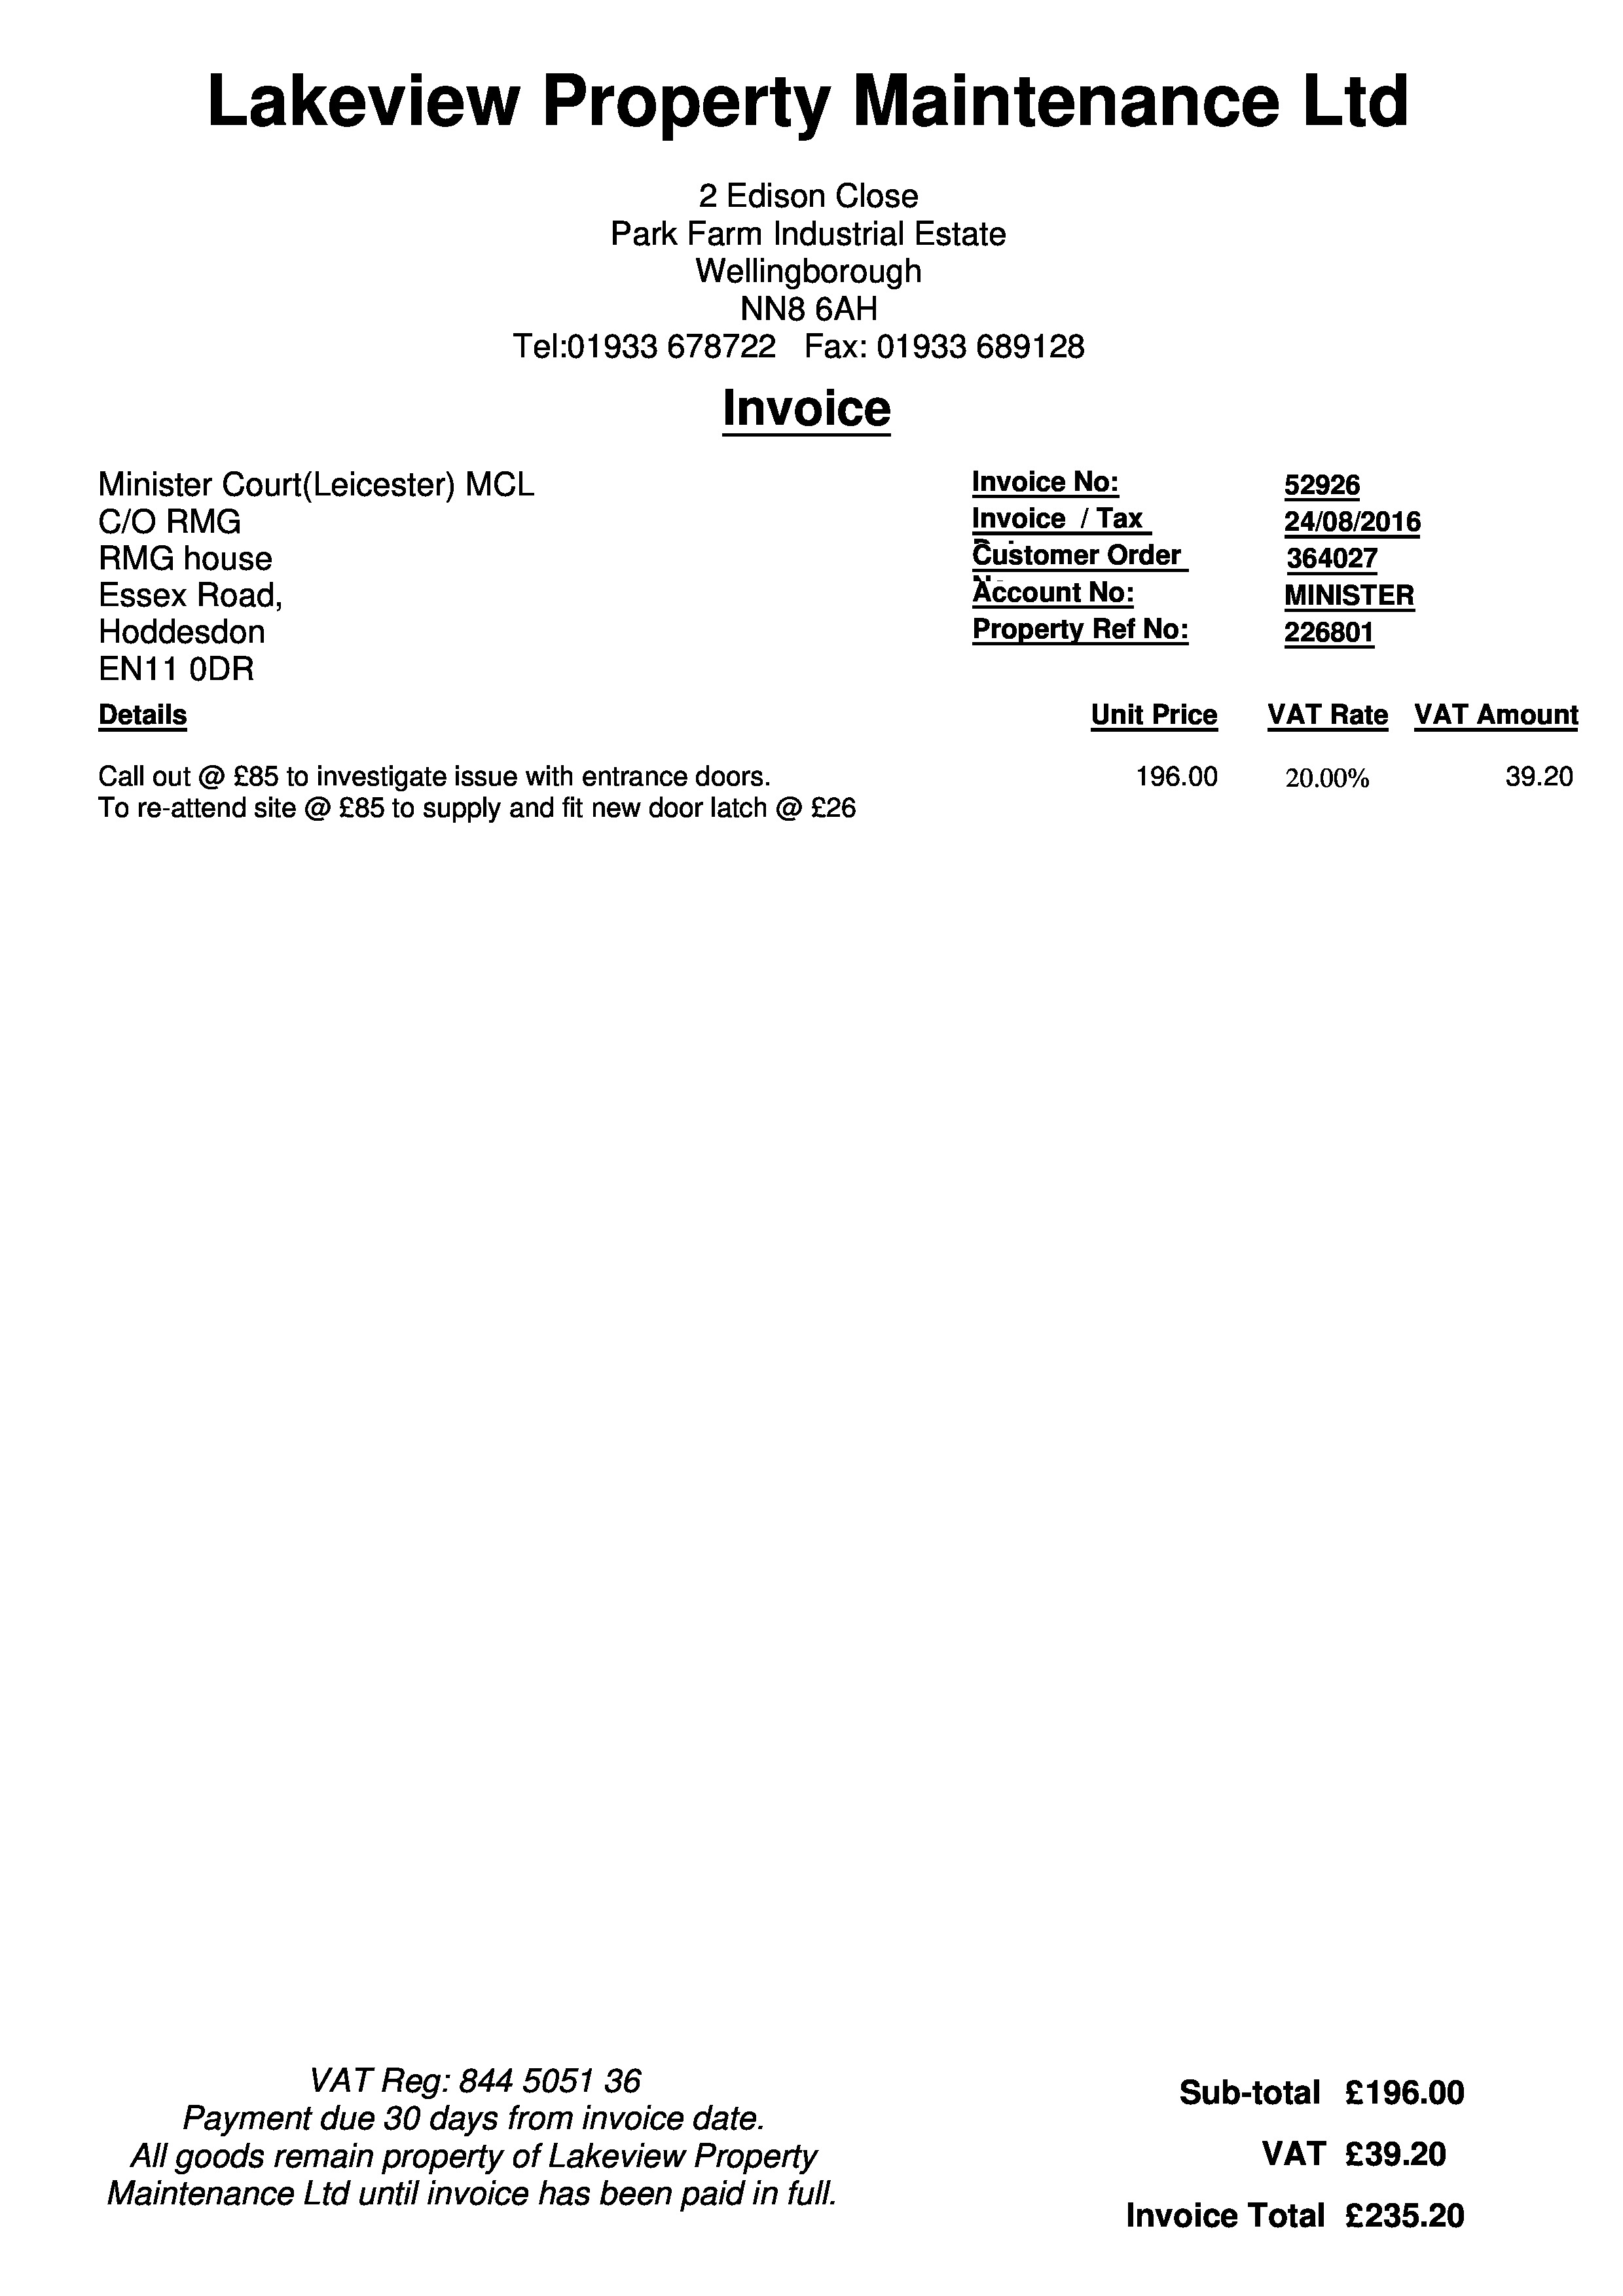 Lakeview Property Maintenance Ltd
2 Edison Close
Park Farm Industrial Estate
Wellingborough
NN8 6AH
Tel:01933 678722 Fax: 01933 689128
Invoice
Minister Court(Leicester) MCL
C/O RMG
RMG house
Essex Road,
Hoddesdon
EN11 0DR
Invoice No: 52926
Invoice / Tax 24/08/2016
Customer Order 364027
Account No: MINISTER
Property Ref No: 226801
Details Unit Price VAT Rate VAT Amount
Call out @ £85 to investigate issue with entrance doors. 196.00 20.00% 39.20
To re-attend site @ £85 to supply and fit new door latch @ £26
VAT Reg: 844 5051 36
Payment due 30 days from invoice date.
All goods remain property of Lakeview Property
Maintenance Ltd until invoice has been paid in full.
Sub-total £196.00
VAT £39.20
Invoice Total £235.20